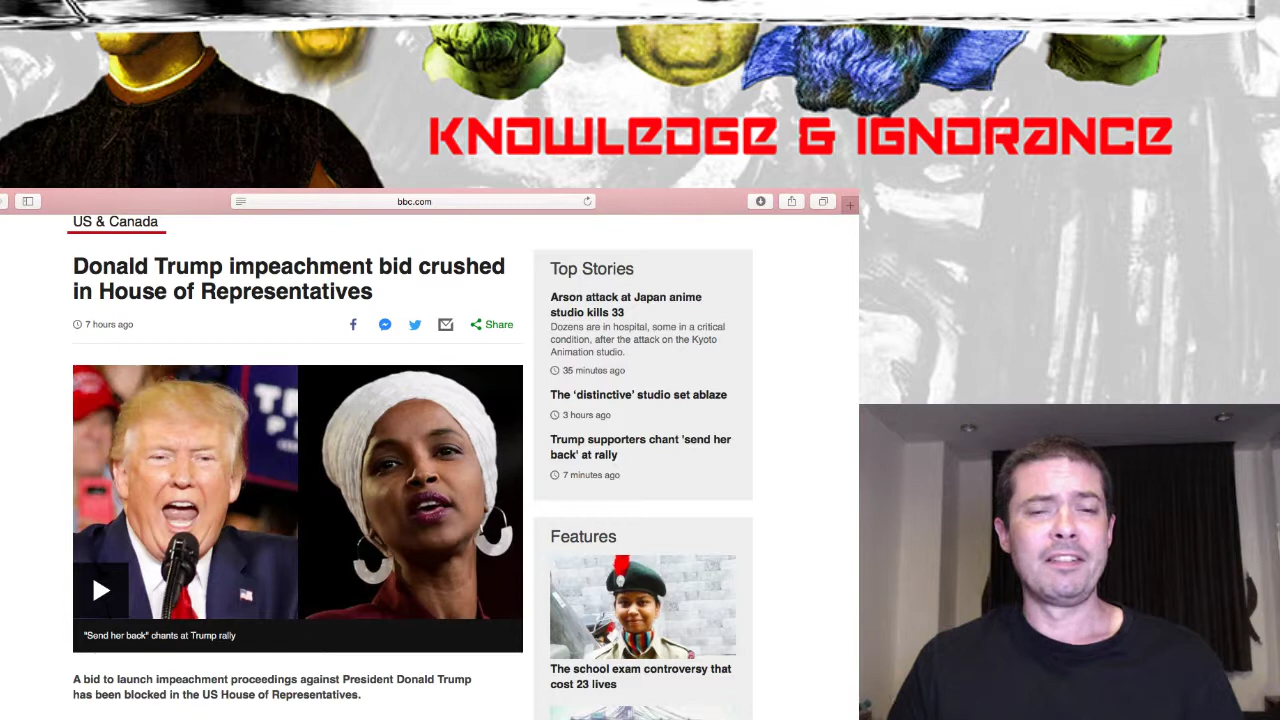 KNOWLEDGE & IGNORANCE
bbc.com
US & Canada
Donald Trump impeachment bid crushed
in House of Representatives
7 hours ago
Share
"Send her back" chants at Trump rally
A bid to launch impeachment proceedings against President Donald Trump
has been blocked in the US House of Representatives.
Top Stories
Arson attack at Japan anime
studio kills 33
Dozens are in hospital, some in a critical
condition, after the attack on the Kyoto
Animation studio.
35 minutes ago
The ‘distinctive’ studio set ablaze
3 hours ago
Trump supporters chant 'send her
back' at rally
7 minutes ago
Features
The school exam controversy that
cost 23 lives